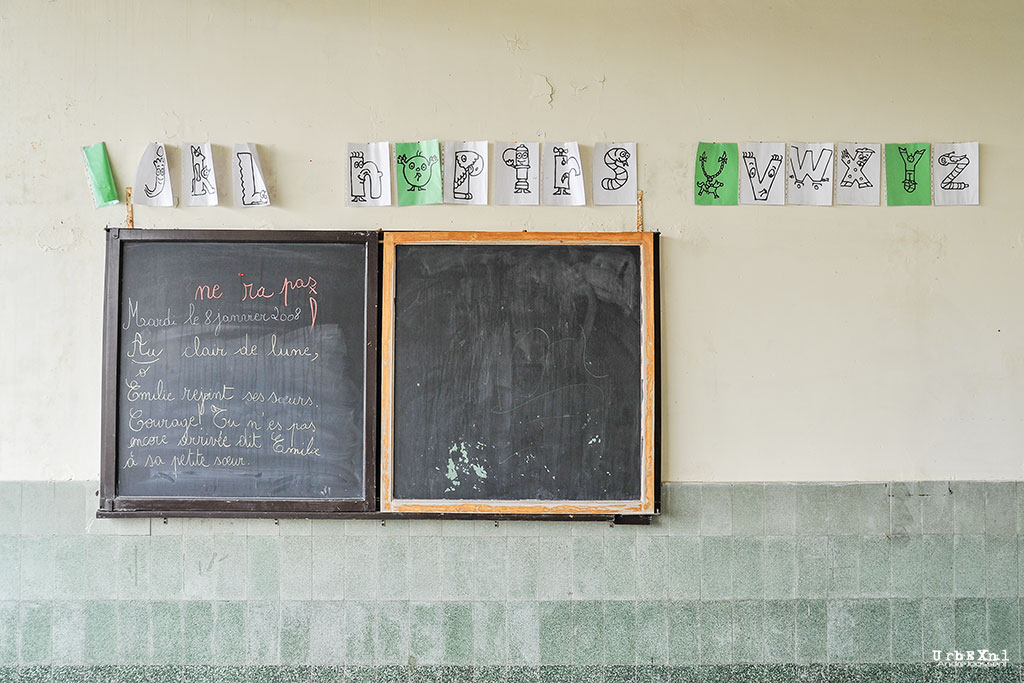 J K L N O P Q R S U V W X Y Z
ne ira pas !
Mardi le 8 janvier 2008
Au clair de lune,
Emilie rejoint ses sœurs.
Courage! Tu n'es pas
encore arrivée dit Emilie
à sa petite sœur.
UrbEXnl